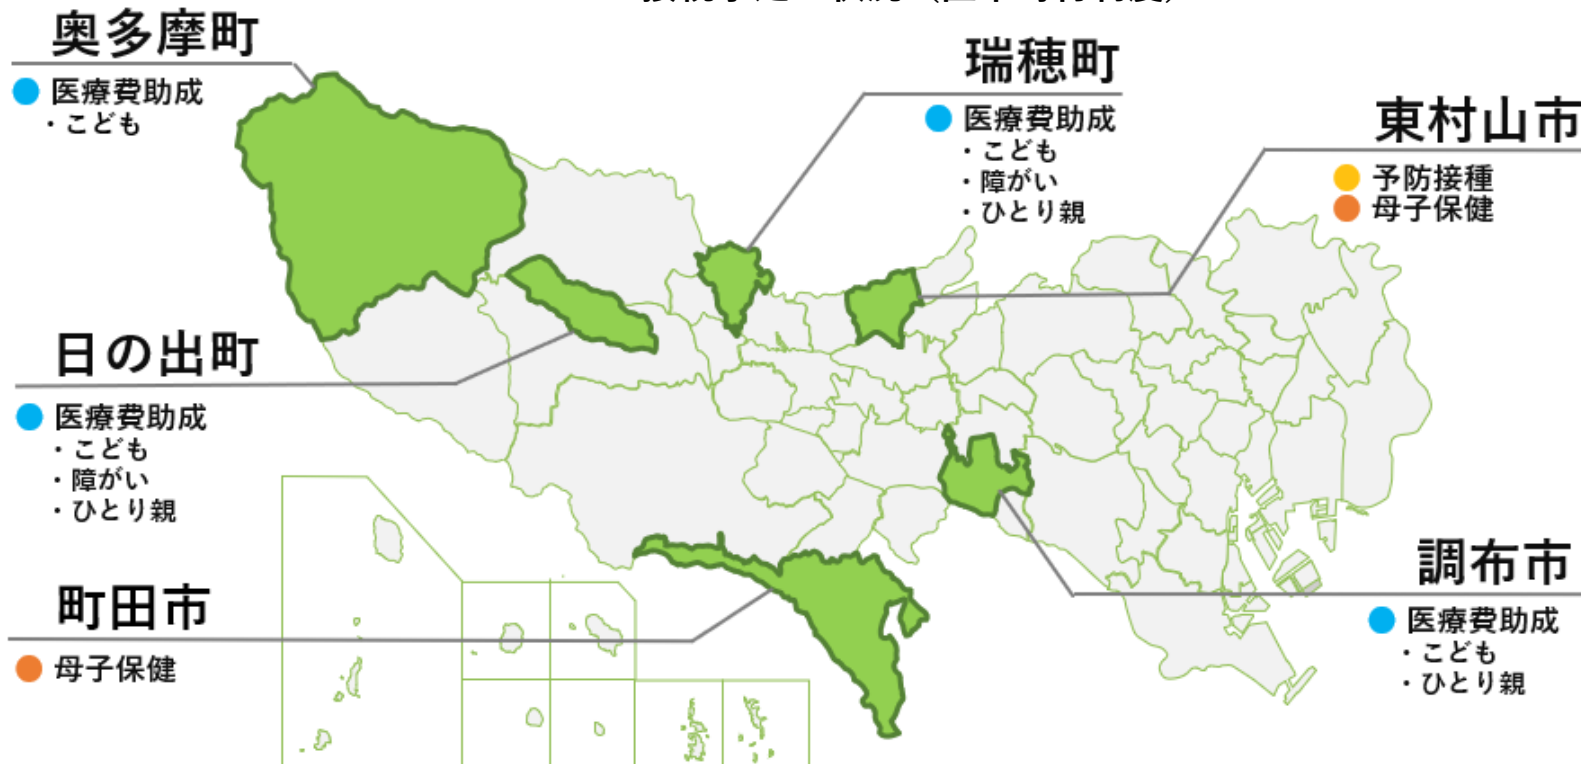 奥多摩町
医療費助成
・こども
瑞穂町
医療費助成
・こども
・障がい
・ひとり親
東村山市
予防接種
母子保健
日の出町
医療費助成
・こども
・障がい
・ひとり親
町田市
母子保健
調布市
医療費助成
・こども
・ひとり親